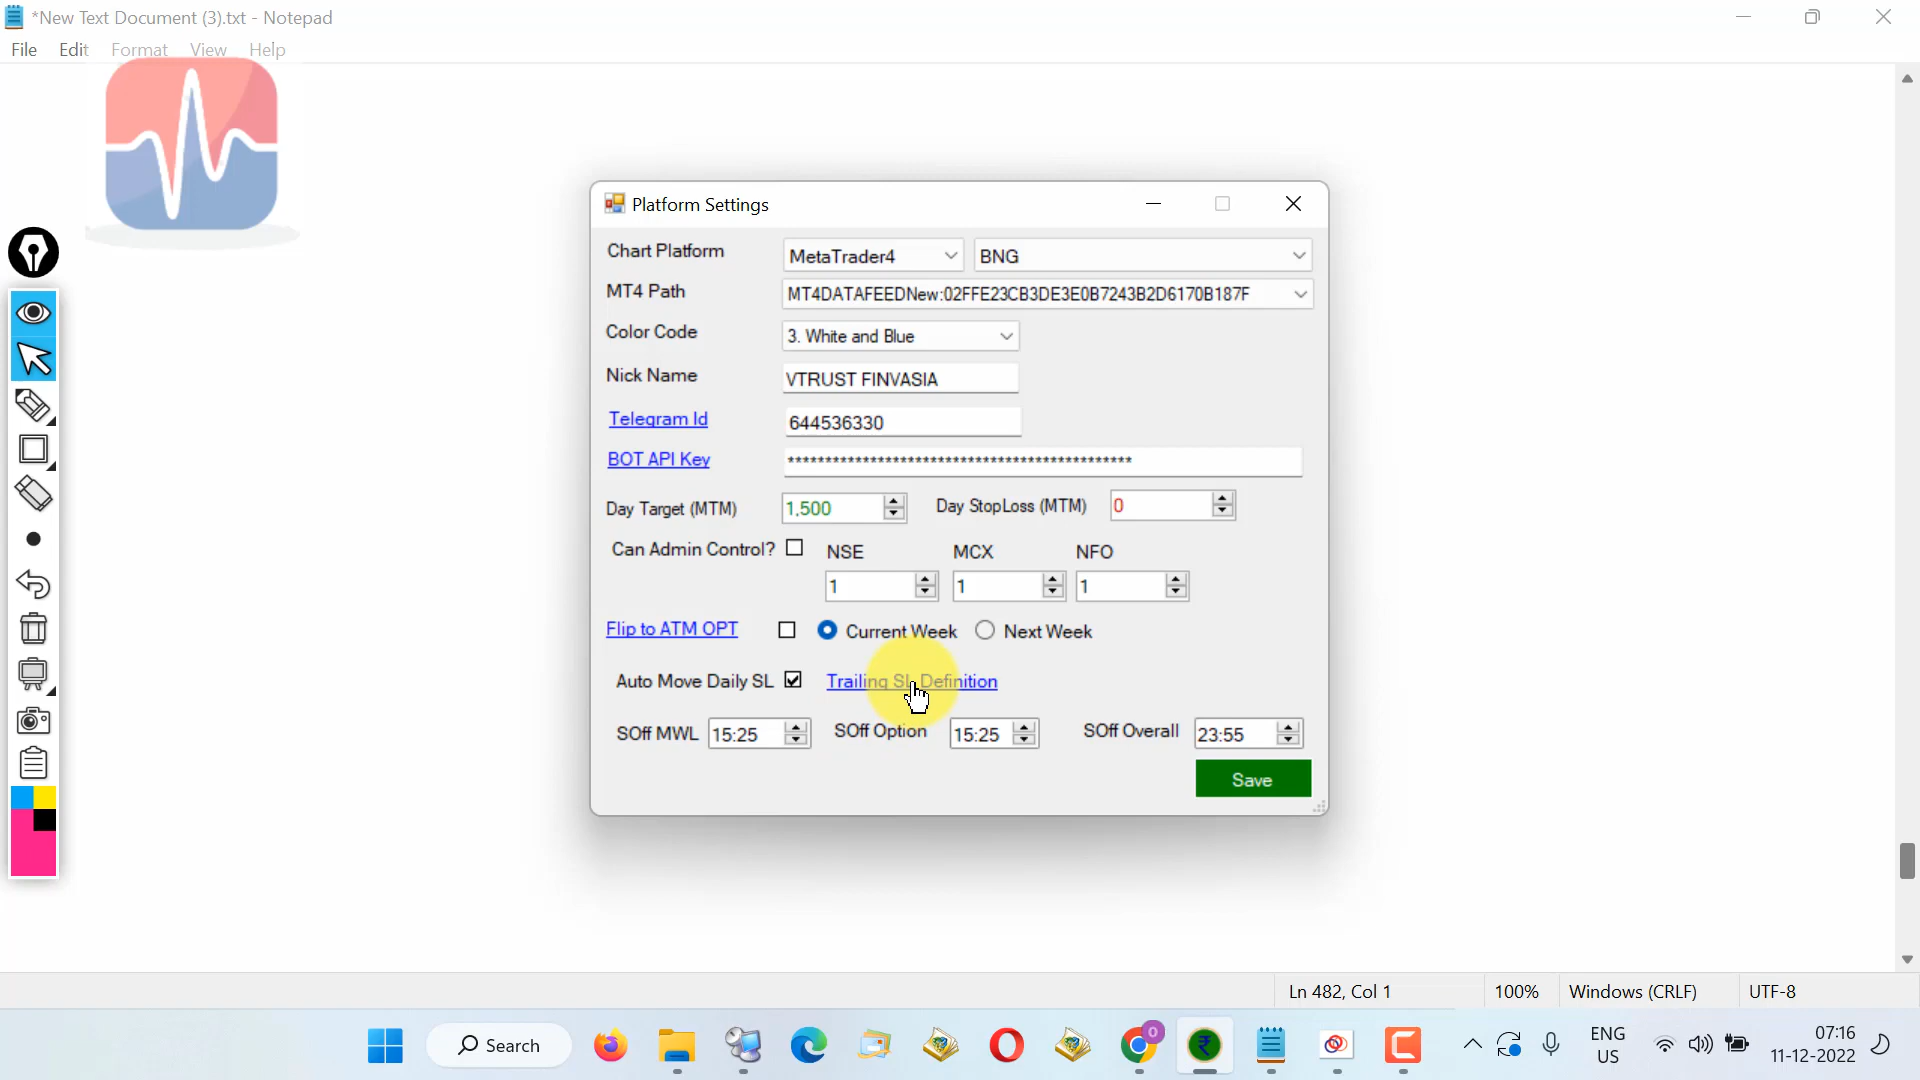 *New Text Document (3).txt - Notepad
File Edit Format View Help
Platform Settings
Chart Platform MetaTrader4 BNG
MT4 Path MT4DATAFEEDNew:02FFE23CB3DE3E0B7243B2D6170B187F
Color Code 3. White and Blue
Nick Name VTRUST FINVASIA
Telegram Id 644536330
BOT API Key **********************************************
Day Target (MTM) 1,500 Day StopLoss (MTM) 0
Can Admin Control? NSE MCX NFO
1 1 1
Flip to ATM OPT Current Week Next Week
Auto Move Daily SL Trailing SL Definition
SOff MWL 15:25 SOff Option 15:25 SOff Overall 23:55
Save
Ln 482, Col 1 100% Windows (CRLF) UTF-8
Search 0 ENG 07:16
US 11-12-2022